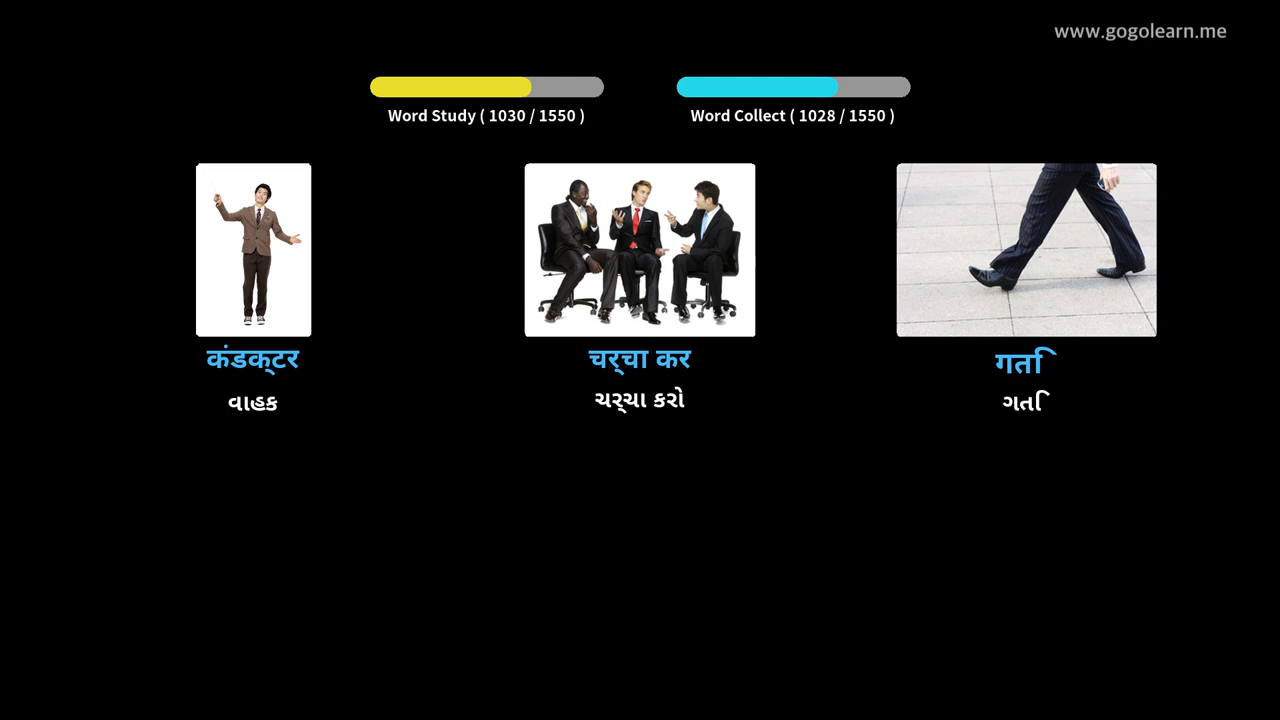 www.gogolearn.me
Word Study ( 1030 / 1550 )
Word Collect ( 1028 / 1550 )
कंडक्टर
चर्चा कर
गति
વાહક
ચર્ચા કરો
ગતિ